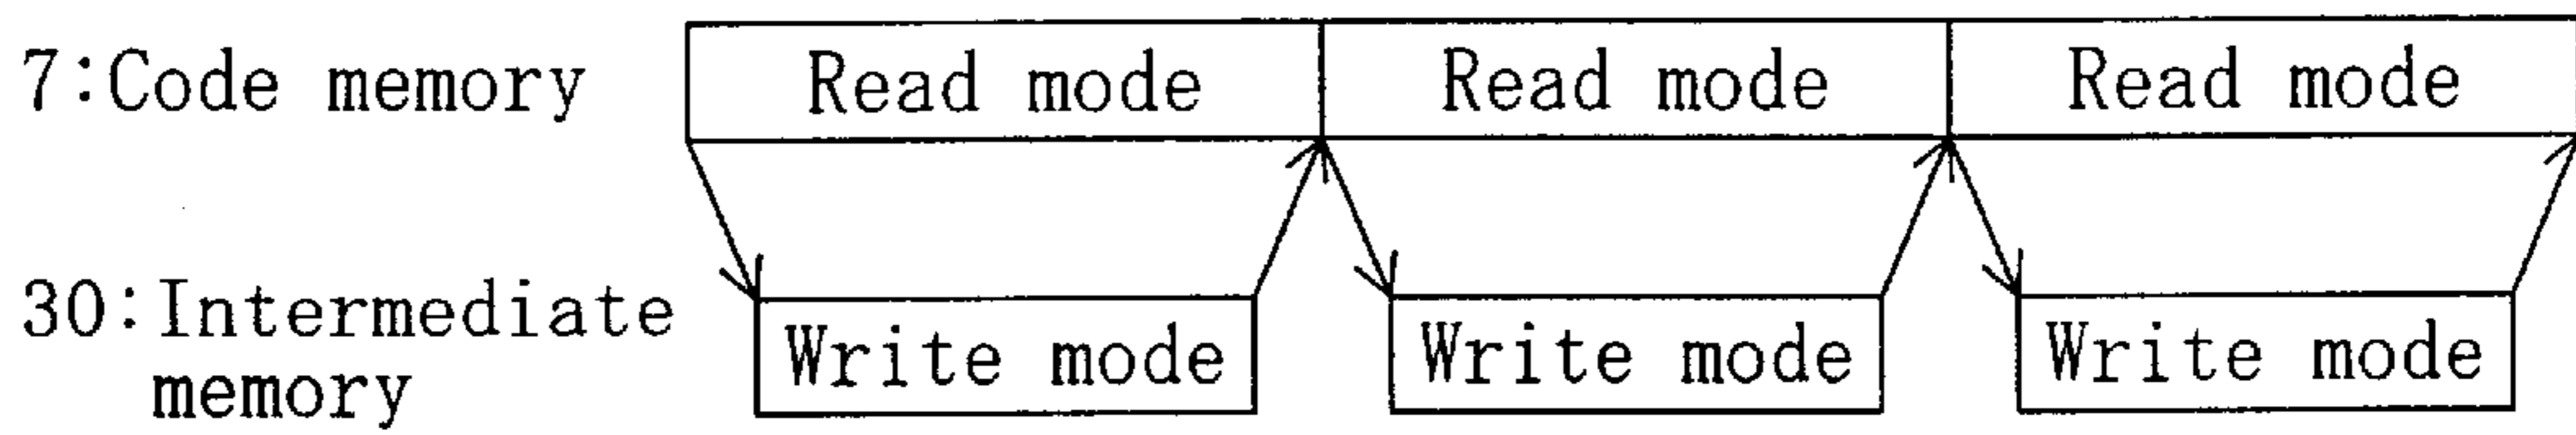 7:Code memory Read mode Read mode Read mode
30:Intermediate
memory
Write mode Write mode Write mode